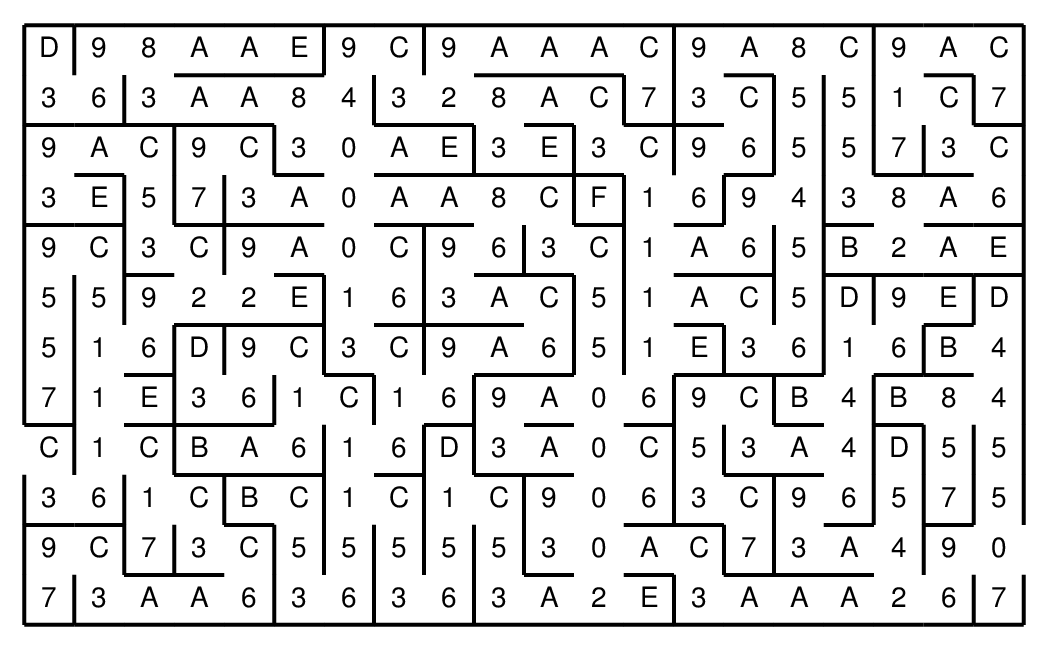 D 9 8 A A E 9 C 9 A A A C 9 A 8 C 9 A C
3 6 3 A A 8 4 3 2 8 A C 7 3 C 5 5 1 C 7
9 A C 9 C 3 0 A E 3 E 3 C 9 6 5 5 7 3 C
3 E 5 7 3 A 0 A A 8 C F 1 6 9 4 3 8 A 6
9 C 3 C 9 A 0 C 9 6 3 C 1 A 6 5 B 2 A E
5 5 9 2 2 E 1 6 3 A C 5 1 A C 5 D 9 E D
5 1 6 D 9 C 3 C 9 A 6 5 1 E 3 6 1 6 B 4
7 1 E 3 6 1 C 1 6 9 A 0 6 9 C B 4 B 8 4
C 1 C B A 6 1 6 D 3 A 0 C 5 3 A 4 D 5 5
3 6 1 C B C 1 C 1 C 9 0 6 3 C 9 6 5 7 5
9 C 7 3 C 5 5 5 5 5 3 0 A C 7 3 A 4 9 0
7 3 A A 6 3 6 3 6 3 A 2 E 3 A A A 2 6 7